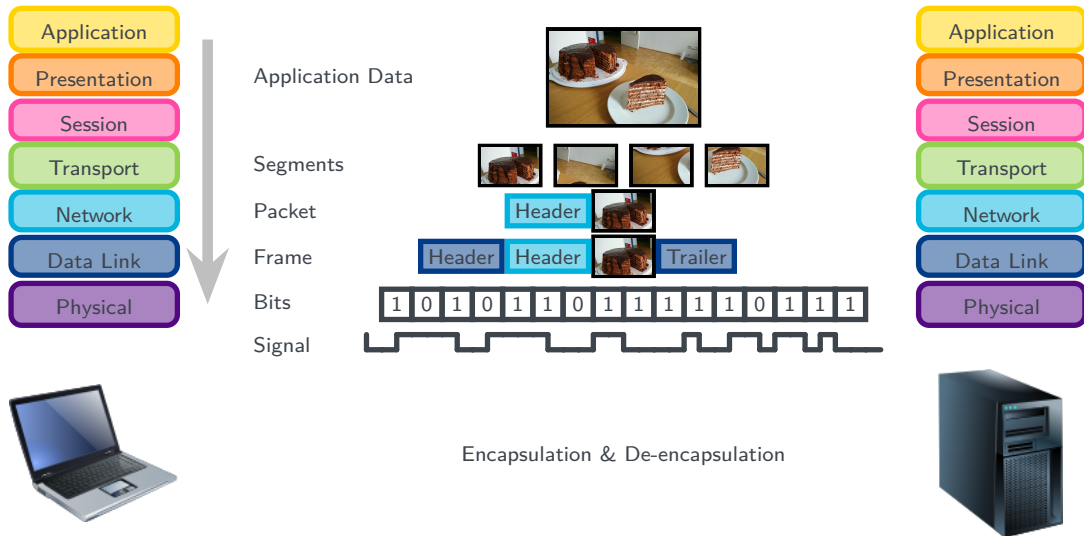 Application
Presentation
Session
Transport
Network
Data Link
Physical
Application Data
Segments
Packet
Header
Frame
Header
Header
Trailer
Bits
1 0 1 0 1 1 0 1 1 1 1 1 0 1 1 1
Signal
Encapsulation & De-encapsulation
Application
Presentation
Session
Transport
Network
Data Link
Physical